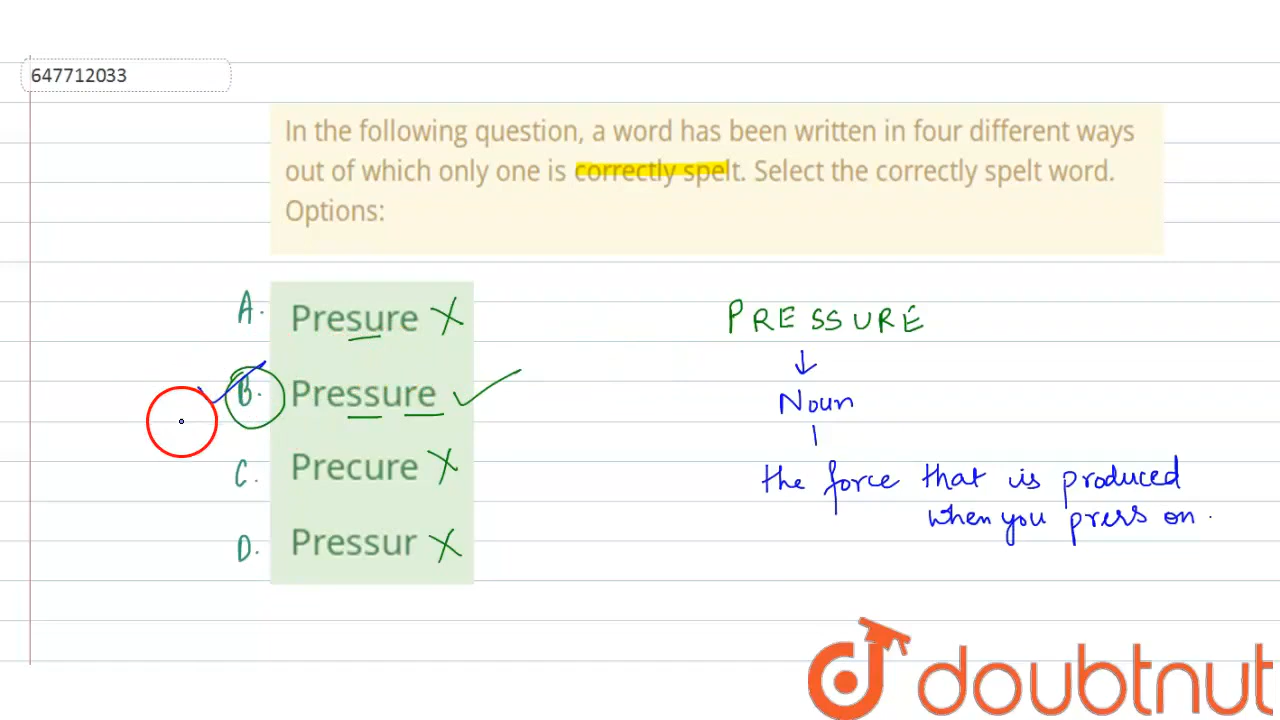 647712033
In the following question, a word has been written in four different ways
out of which only one is correctly spelt. Select the correctly spelt word.
Options:
A. Presure X
B. Pressure ✓
C. Precure X
D. Pressur X
PRESSURE
↓
Noun
the force that is produced
when you press on.
doubtnut